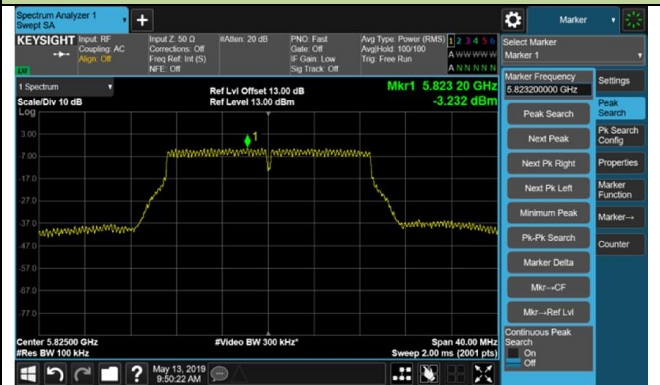 Spectrum Analyzer 1
Swept SA
+
Marker
KEYSIGHT
Input: RF
Coupling: AC
Align: Off
Input Z: 50 Ω
Corrections: Off
Freq Ref: Int (S)
NFE: Off
#Atten: 20 dB
PNO: Fast
Gate: Off
IF Gain: Low
Sig Track: Off
Avg Type: Power (RMS)
Avg|Hold: 100/100
Trig: Free Run
1 2 3 4 5 6
A W W W W W
A N N N N N
LXI
Select Marker
Marker 1
1 Spectrum
Scale/Div 10 dB
Log
Ref Lvl Offset 13.00 dB
Ref Level 13.00 dBm
Mkr1 5.823 20 GHz
-3.232 dBm
3.00
-7.00
-17.0
-27.0
-37.0
-47.0
-57.0
-67.0
-77.0
1
Center 5.82500 GHz
#Res BW 100 kHz
#Video BW 300 kHz*
Span 40.00 MHz
Sweep 2.00 ms (2001 pts)
Marker Frequency
5.823200000 GHz
Peak Search
Next Peak
Next Pk Right
Next Pk Left
Minimum Peak
Pk-Pk Search
Marker Delta
Mkr→CF
Mkr→Ref Lvl
Continuous Peak
Search
On
Off
Settings
Peak
Search
Pk Search
Config
Properties
Marker
Function
Marker→
Counter
?
May 13, 2019
9:50:22 AM